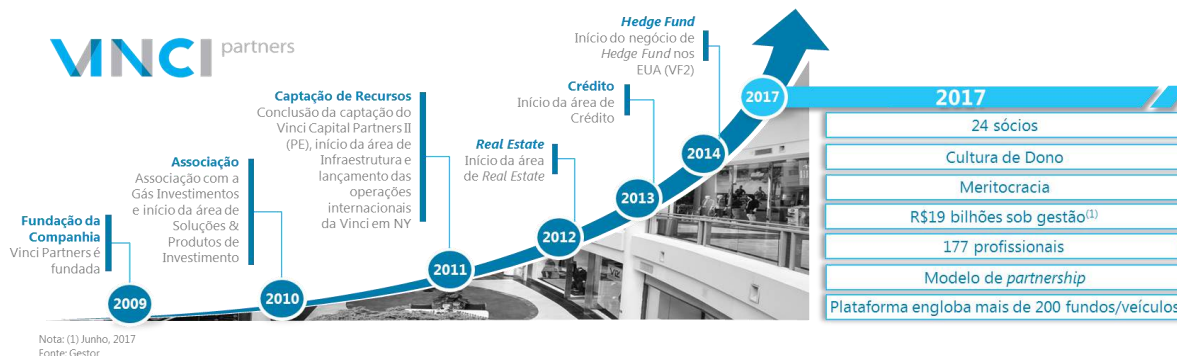 VINCI partners
Fundação da
Companhia
Vinci Partners é
fundada
2009
Associação
Associação com a
Gás Investimentos
e início da área de
Soluções &
Produtos de
Investimento
2010
Captação de Recursos
Conclusão da captação do
Vinci Capital Partners II
(PE), início da área de
Infraestrutura e
lançamento das
operações
internacionais
da Vinci em NY
2011
Real Estate
Início da área
de Real Estate
2012
Crédito
Início da área de
Crédito
2013
Hedge Fund
Início do negócio de
Hedge Fund nos
EUA (VF2)
2014
2017
2017
24 sócios
Cultura de Dono
Meritocracia
R$19 bilhões sob gestão(1)
177 profissionais
Modelo de partnership
Plataforma engloba mais de 200 fundos/veículos
Nota: (1) Junho, 2017
Fonte: Gestor